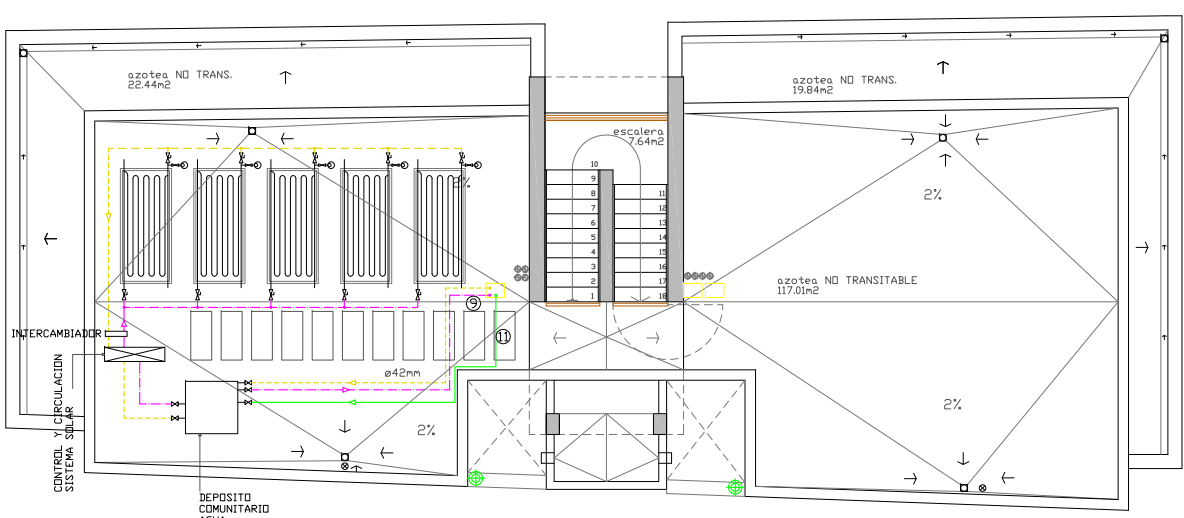 azotea NO TRANS.
22.44m2
azotea NO TRANS.
19.84m2
escalera
7.64m2
10
9
8
7
6
5
4
3
2
1
11
12
13
14
15
16
17
18
2%
2%
azotea NO TRANSITABLE
117.01m2
9
11
INTERCAMBIADOR
ø42mm
2%
2%
CONTROL Y CIRCULACION
SISTEMA SOLAR
DEPOSITO
COMUNITARIO
AGUA